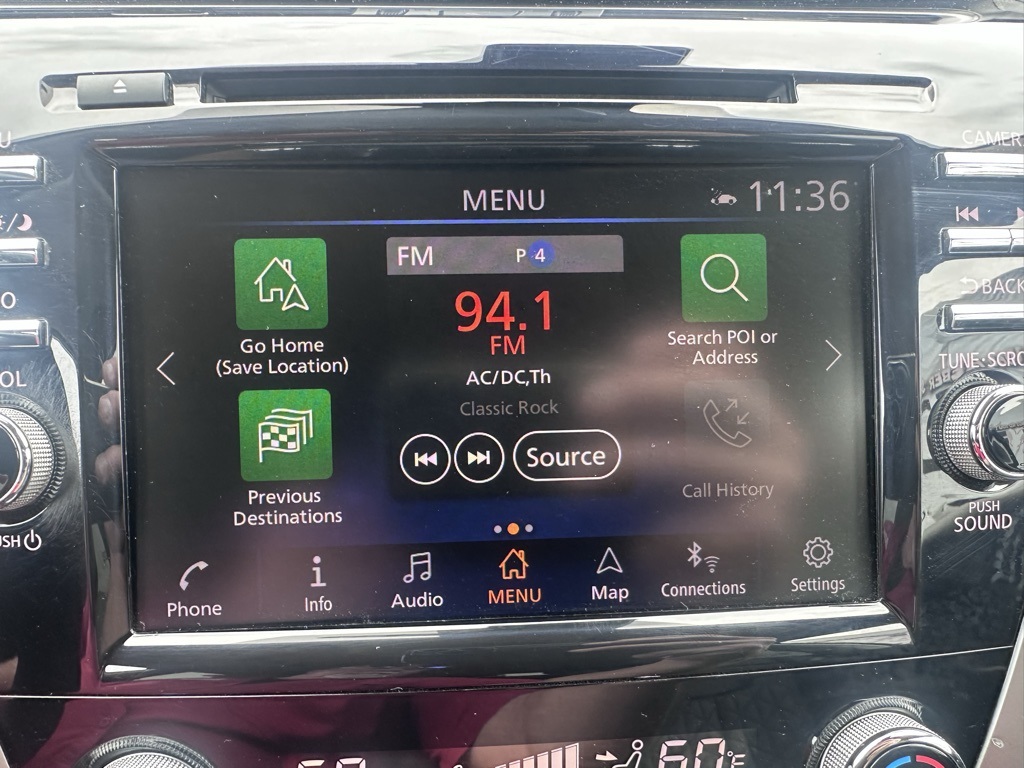 MENU
11:36
CAMER
FM
P 4
94.1
FM
AC/DC,Th
Classic Rock
Source
Go Home
(Save Location)
Previous
Destinations
Search POI or
Address
Call History
BACK
TUNE·SCRO
PUSH
SOUND
OL
USH
Phone
Info
Audio
MENU
Map
Connections
Settings
60°F